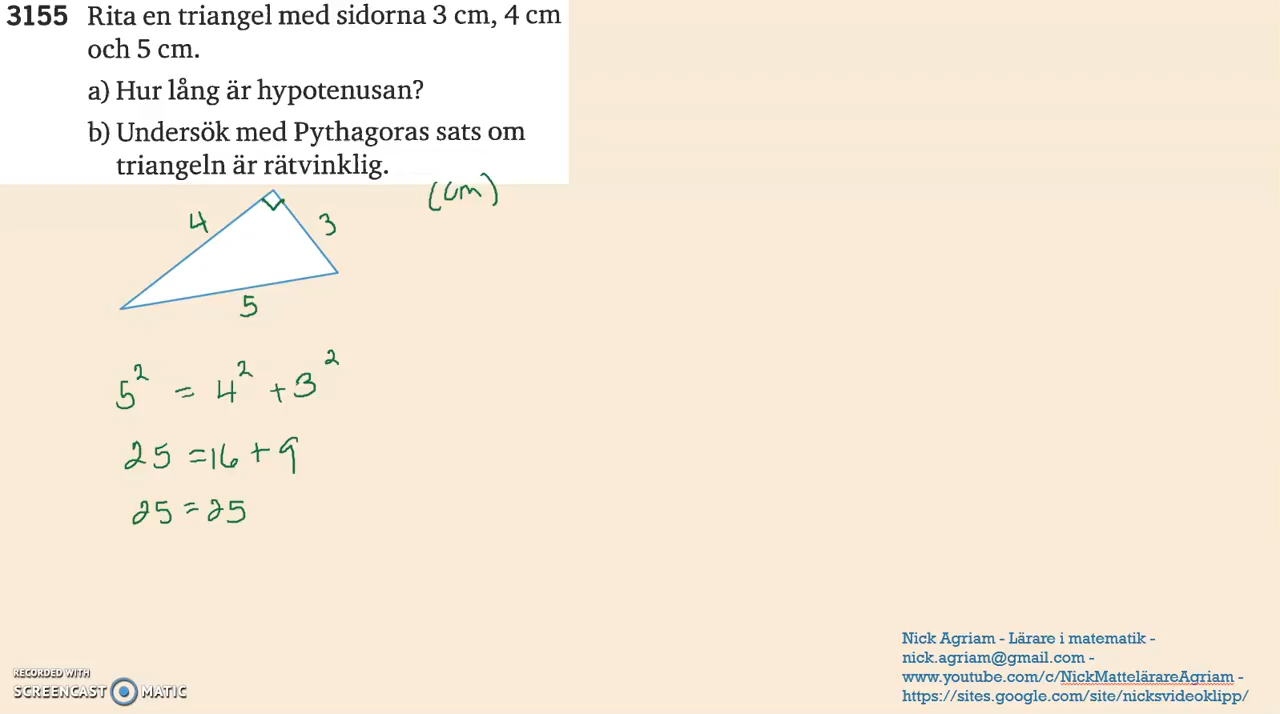 3155 Rita en triangel med sidorna 3 cm, 4 cm
och 5 cm.
a) Hur lång är hypotenusan?
b) Undersök med Pythagoras sats om
triangeln är rätvinklig.
(cm)
4
3
5
5² = 4² + 3²
25 = 16 + 9
25 = 25
Nick Agriam - Lärare i matematik -
nick.agriam@gmail.com -
www.youtube.com/c/NickMattelärareAgriam -
https://sites.google.com/site/nicksvideoklipp/
RECORDED WITH
SCREENCAST MATIC